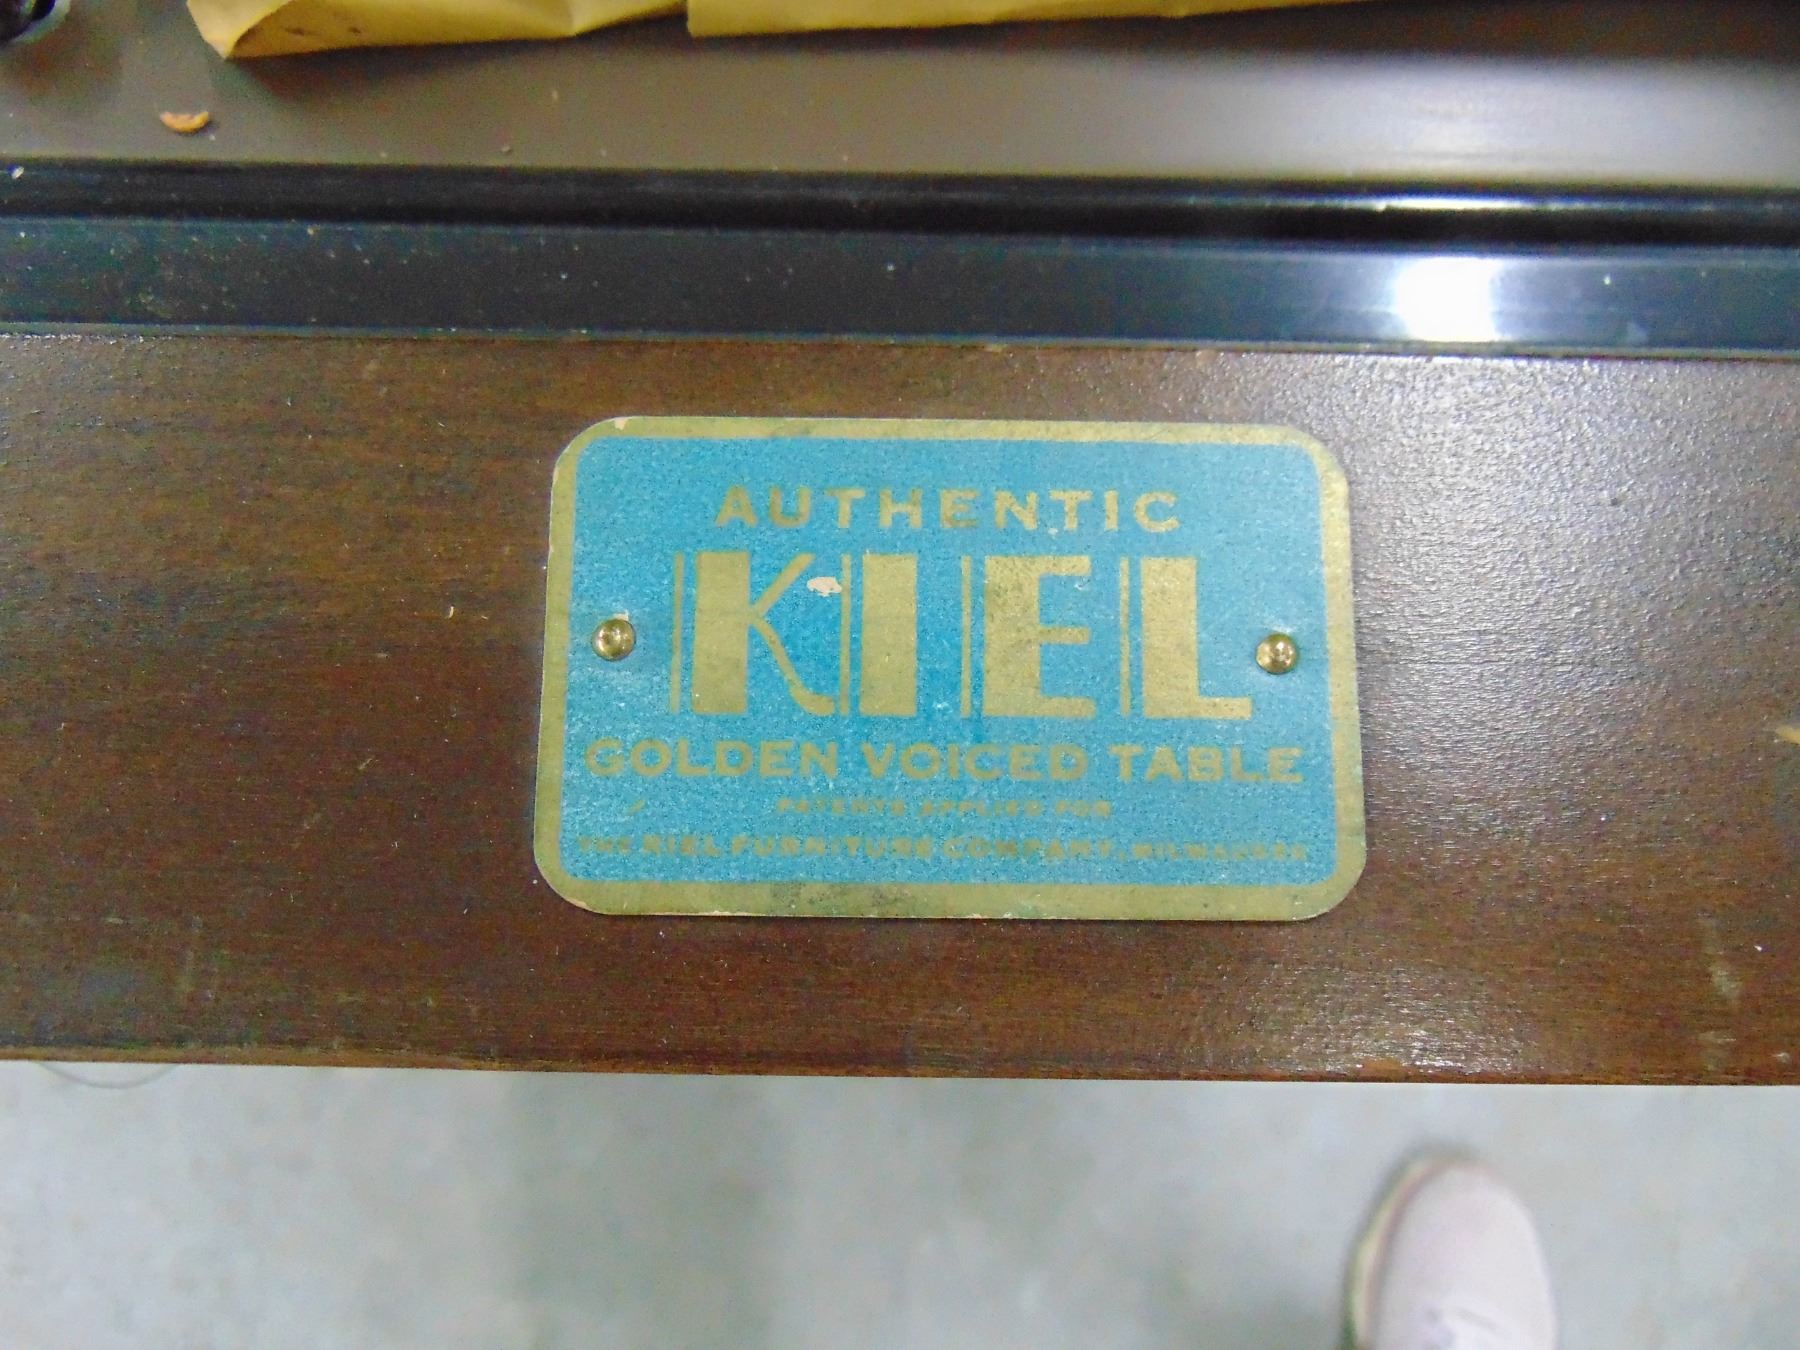 AUTHENTIC
KIEL
GOLDEN VOICED TABLE
PATENTS APPLIED FOR
THE KIEL FURNITURE COMPANY, MILWAUKEE